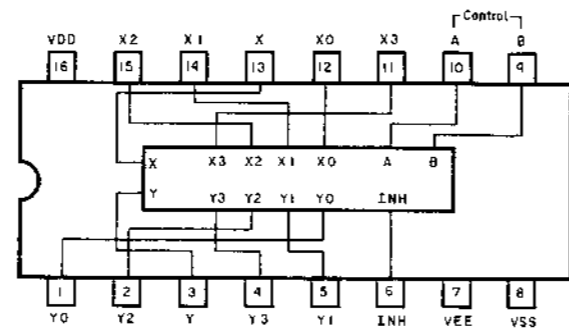 Control
VDD X2 X1 X X0 X3 A B
16 15 14 13 12 11 10 9
X X3 X2 X1 X0 A B
Y Y3 Y2 Y1 Y0 INH
1 2 3 4 5 6 7 8
Y0 Y2 Y Y3 Y1 INH VEE VSS